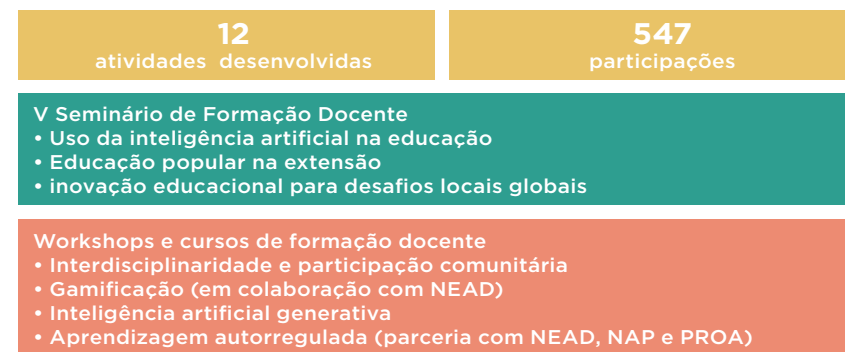 12
atividades desenvolvidas
547
participações
V Seminário de Formação Docente
• Uso da inteligência artificial na educação
• Educação popular na extensão
• inovação educacional para desafios locais globais
Workshops e cursos de formação docente
• Interdisciplinaridade e participação comunitária
• Gamificação (em colaboração com NEAD)
• Inteligência artificial generativa
• Aprendizagem autorregulada (parceria com NEAD, NAP e PROA)